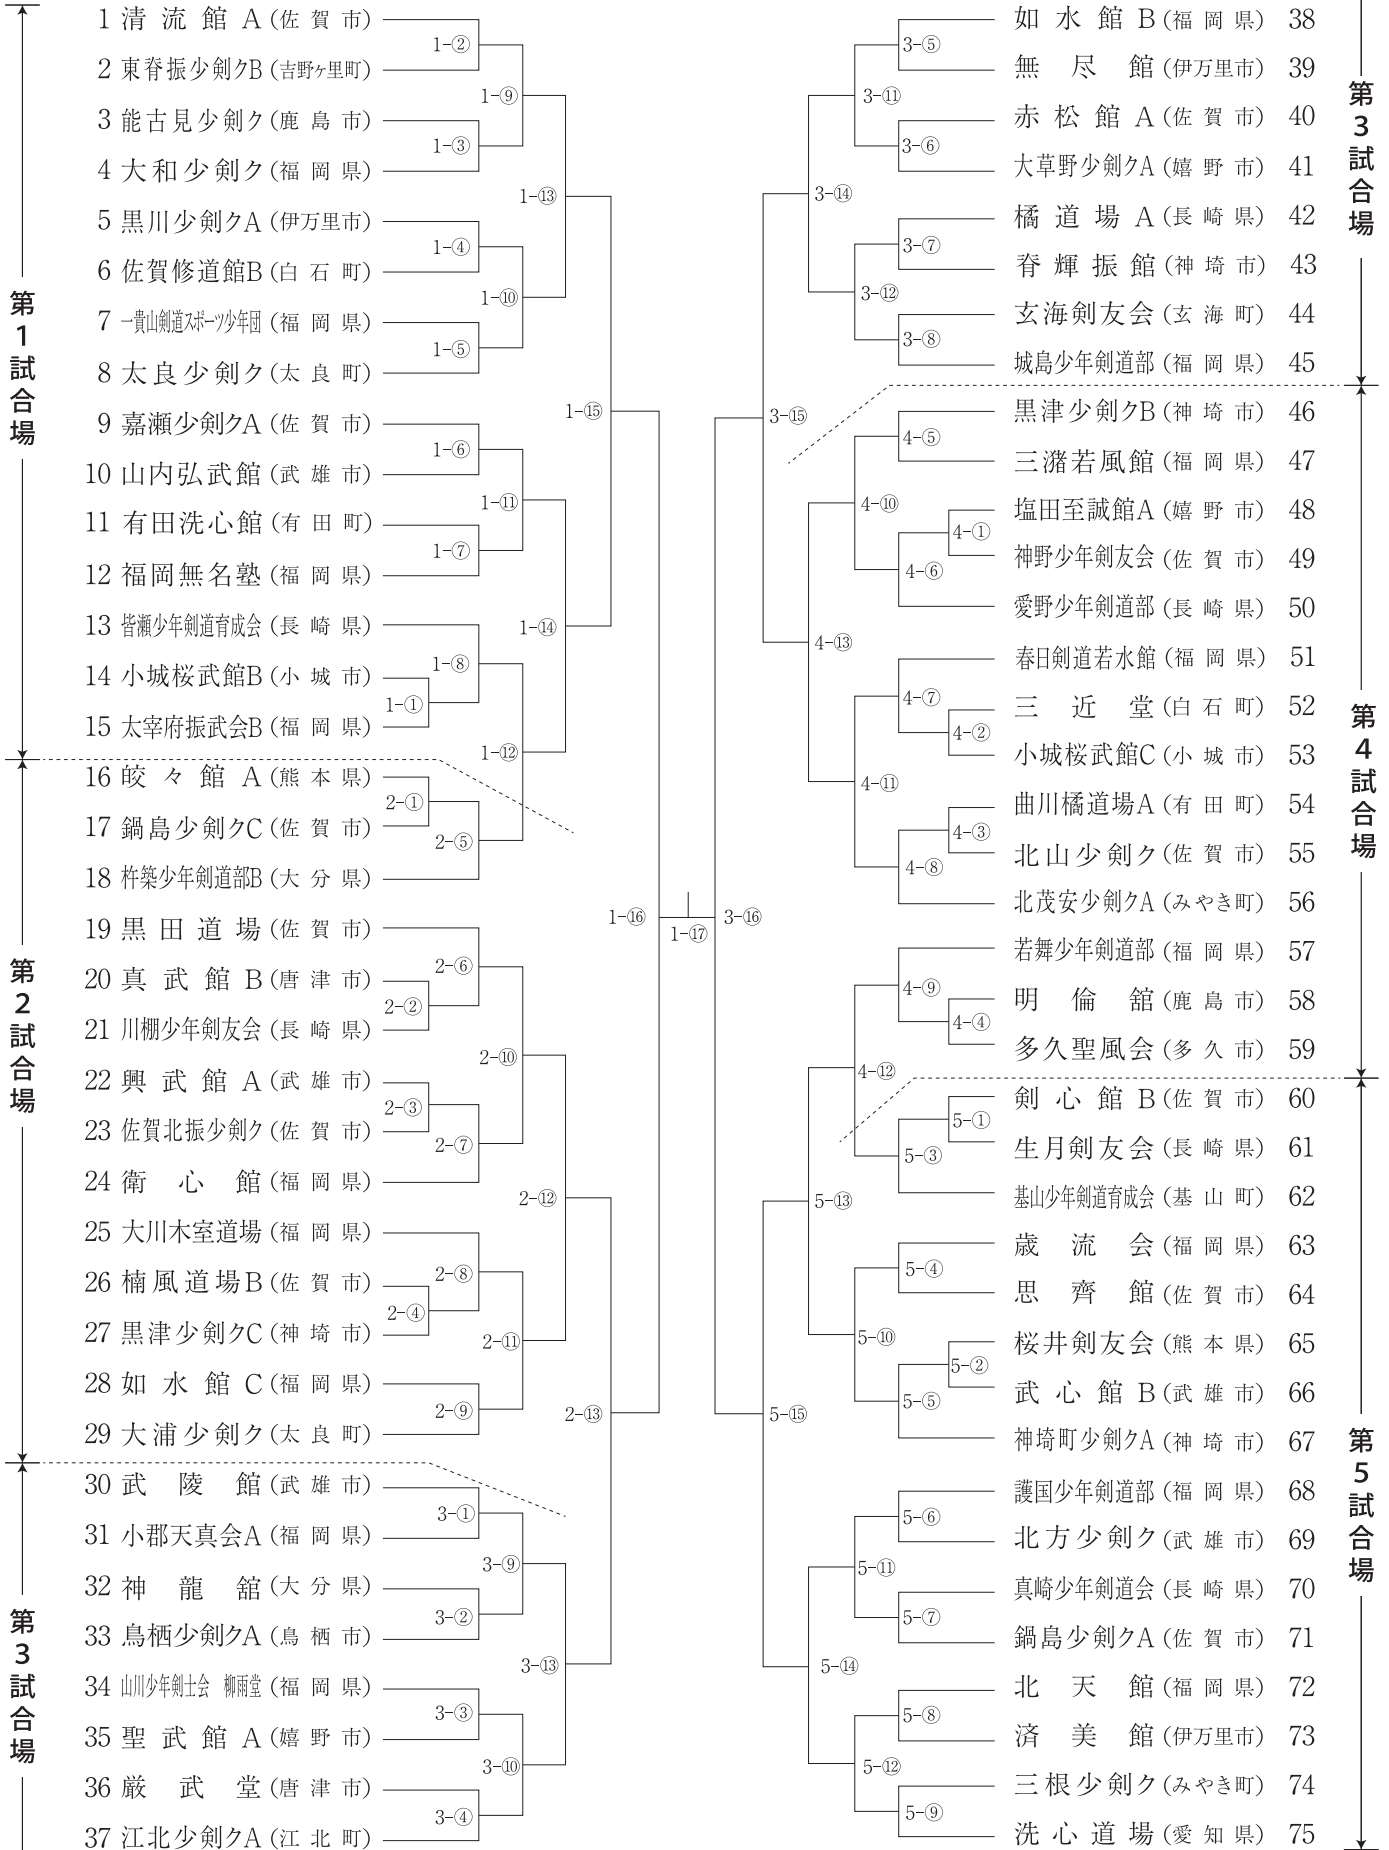 第1試合場
1 清流館A(佐賀市)
2 東脊振少剣クB(吉野ヶ里町)
3 能古見少剣ク(鹿島市)
4 大和少剣ク(福岡県)
5 黒川少剣クA(伊万里市)
6 佐賀修道館B(白石町)
7 一貴山剣道スポーツ少年団(福岡県)
8 太良少剣ク(太良町)
9 嘉瀬少剣クA(佐賀市)
10 山内弘武館(武雄市)
11 有田洗心館(有田町)
12 福岡無名塾(福岡県)
13 皆瀬少年剣道育成会(長崎県)
14 小城桜武館B(小城市)
15 太宰府振武会B(福岡県)
第2試合場
16 皎々館A(熊本県)
17 鍋島少剣クC(佐賀市)
18 杵築少年剣道部B(大分県)
19 黒田道場(佐賀市)
20 真武館B(唐津市)
21 川棚少年剣友会(長崎県)
22 興武館A(武雄市)
23 佐賀北振少剣ク(佐賀市)
24 衛心館(福岡県)
25 大川木室道場(福岡県)
26 楠風道場B(佐賀市)
27 黒津少剣クC(神埼市)
28 如水館C(福岡県)
29 大浦少剣ク(太良町)
第3試合場
30 武陵館(武雄市)
31 小郡天真会A(福岡県)
32 神龍舘(大分県)
33 鳥栖少剣クA(鳥栖市)
34 山川少年剣士会 柳雨堂(福岡県)
35 聖武館A(嬉野市)
36 厳武堂(唐津市)
37 江北少剣クA(江北町)
1-②
1-③
1-④
1-⑤
1-⑥
1-⑦
1-⑧
1-①
2-①
2-⑤
2-⑥
2-②
2-③
2-⑦
2-⑧
2-④
2-⑨
3-①
3-②
3-③
3-④
1-⑨
1-⑩
1-⑪
1-⑫
2-⑩
2-⑪
3-⑨
3-⑩
1-⑬
1-⑭
2-⑫
3-⑬
1-⑮
2-⑬
1-⑯
1-⑰
3-⑯
3-⑮
5-⑮
3-⑭
4-⑬
5-⑬
5-⑭
3-⑪
3-⑫
4-⑩
4-⑪
4-⑫
5-⑩
5-⑪
5-⑫
3-⑤
3-⑥
3-⑦
3-⑧
4-⑤
4-①
4-⑥
4-⑦
4-②
4-③
4-⑧
4-⑨
4-④
5-①
5-③
5-④
5-②
5-⑤
5-⑥
5-⑦
5-⑧
5-⑨
第3試合場
如水館B(福岡県) 38
無尽館(伊万里市) 39
赤松館A(佐賀市) 40
大草野少剣クA(嬉野市) 41
橘道場A(長崎県) 42
脊輝振館(神埼市) 43
玄海剣友会(玄海町) 44
城島少年剣道部(福岡県) 45
第4試合場
黒津少剣クB(神埼市) 46
三潴若風館(福岡県) 47
塩田至誠館A(嬉野市) 48
神野少年剣友会(佐賀市) 49
愛野少年剣道部(長崎県) 50
春日剣道若水館(福岡県) 51
三近堂(白石町) 52
小城桜武館C(小城市) 53
曲川橘道場A(有田町) 54
北山少剣ク(佐賀市) 55
北茂安少剣クA(みやき町) 56
若舞少年剣道部(福岡県) 57
明倫舘(鹿島市) 58
多久聖風会(多久市) 59
第5試合場
剣心館B(佐賀市) 60
生月剣友会(長崎県) 61
基山少年剣道育成会(基山町) 62
歳流会(福岡県) 63
思齊館(佐賀市) 64
桜井剣友会(熊本県) 65
武心館B(武雄市) 66
神埼町少剣クA(神埼市) 67
護国少年剣道部(福岡県) 68
北方少剣ク(武雄市) 69
真崎少年剣道会(長崎県) 70
鍋島少剣クA(佐賀市) 71
北天館(福岡県) 72
済美館(伊万里市) 73
三根少剣ク(みやき町) 74
洗心道場(愛知県) 75